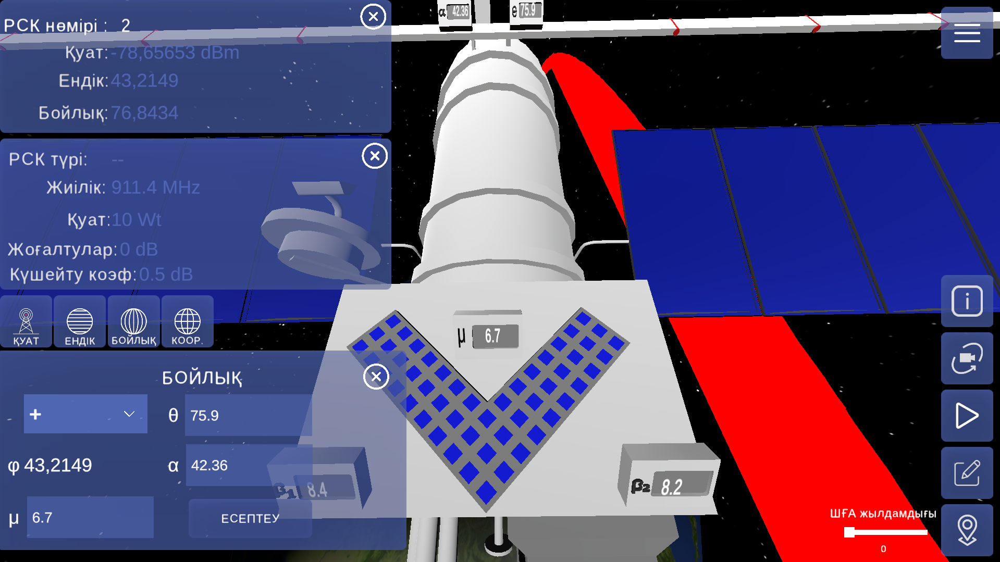 РСК нөмірі : 2
Қуат: -78,65653 dBm
Ендік: 43,2149
Бойлық: 76,8434
РСК түрі: --
Жиілік: 911.4 MHz
Қуат: 10 Wt
Жоғалтулар: 0 dB
Күшейту коэф: 0.5 dB
ҚУАТ
ЕНДІК
БОЙЛЫҚ
КООР.
БОЙЛЫҚ
+
θ 75.9
φ 43,2149
α 42.36
μ 6.7
ЕСЕПТЕУ
α 42.36
θ 75.9
μ 6.7
β1 8.4
β2 8.2
ШҒА жылдамдығы
0